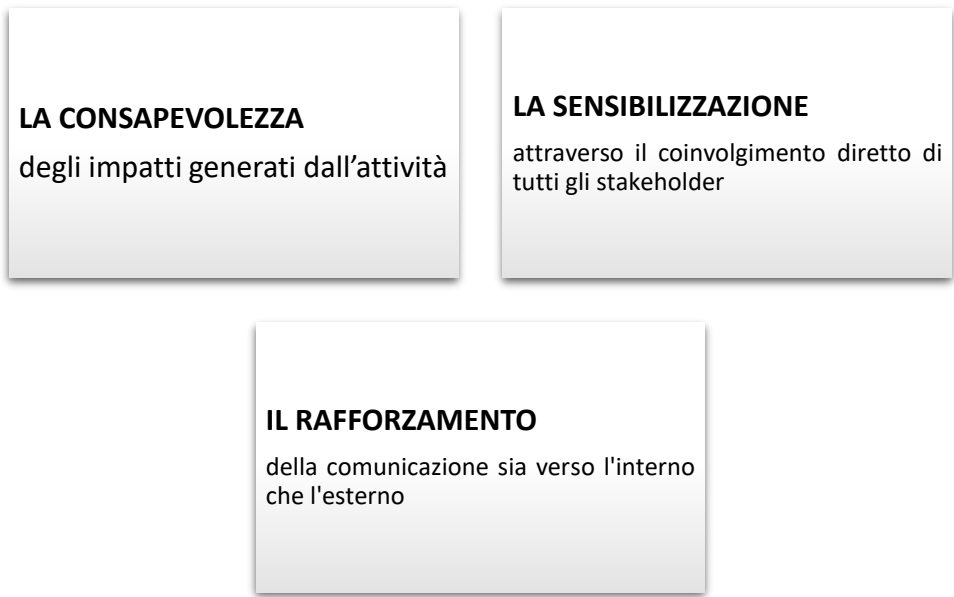 LA CONSAPEVOLEZZA
degli impatti generati dall’attività
LA SENSIBILIZZAZIONE
attraverso il coinvolgimento diretto di
tutti gli stakeholder
IL RAFFORZAMENTO
della comunicazione sia verso l'interno
che l'esterno